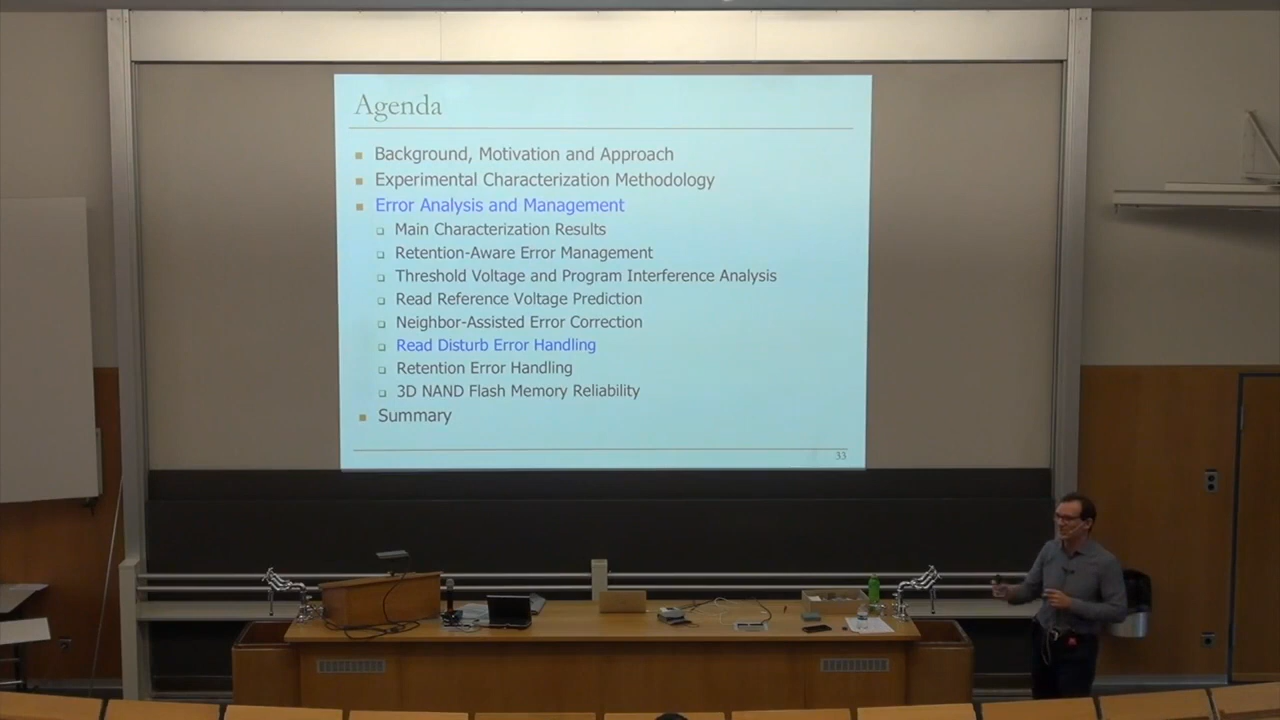 Agenda
Background, Motivation and Approach
Experimental Characterization Methodology
Error Analysis and Management
Main Characterization Results
Retention-Aware Error Management
Threshold Voltage and Program Interference Analysis
Read Reference Voltage Prediction
Neighbor-Assisted Error Correction
Read Disturb Error Handling
Retention Error Handling
3D NAND Flash Memory Reliability
Summary
33